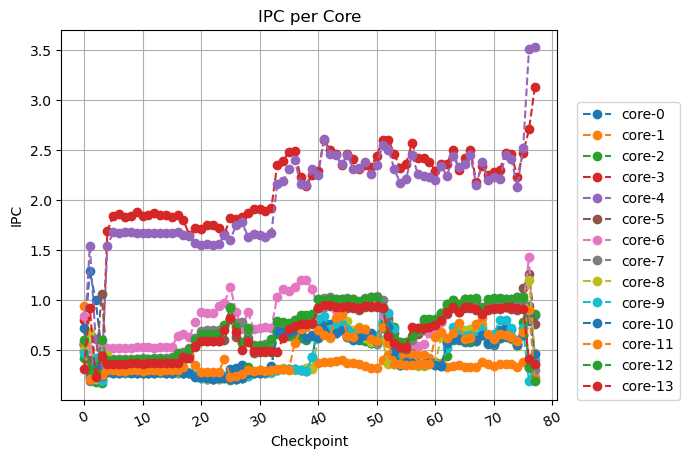 IPC per Core
IPC
3.5
3.0
2.5
2.0
1.5
1.0
0.5
0
10
20
30
40
50
60
70
80
Checkpoint
core-0
core-1
core-2
core-3
core-4
core-5
core-6
core-7
core-8
core-9
core-10
core-11
core-12
core-13